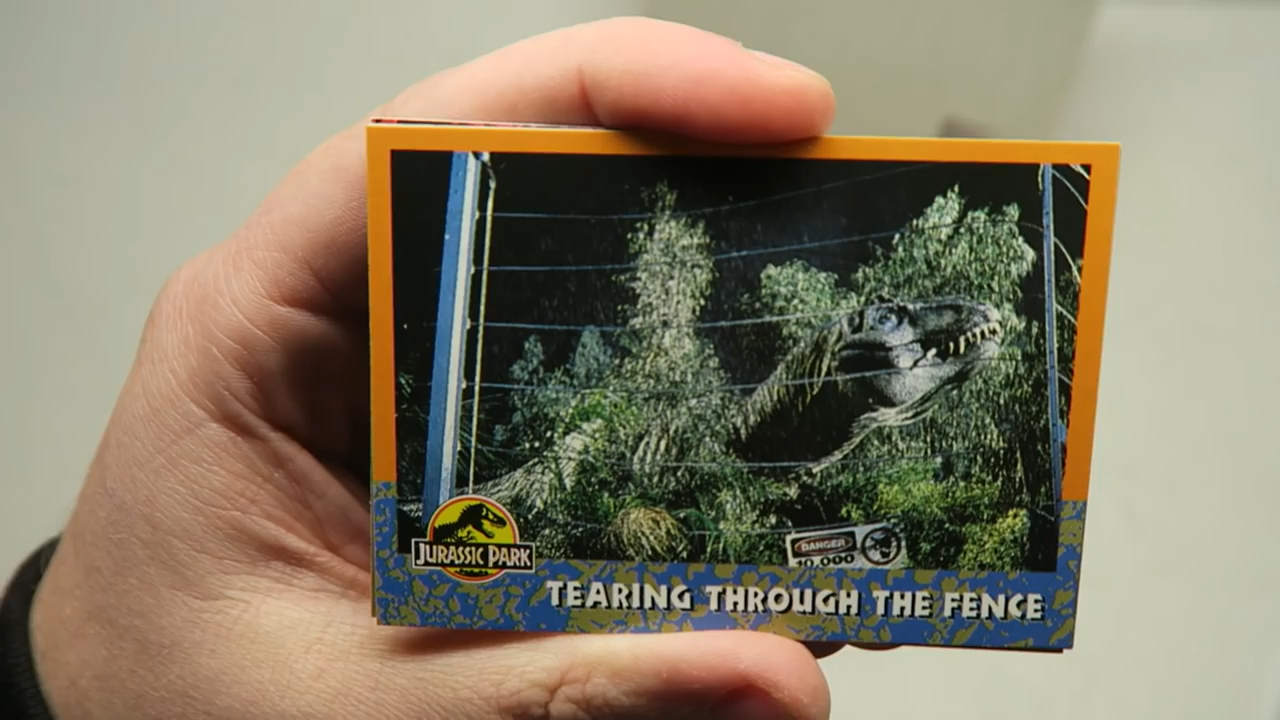 DANGER
10,000
JURASSIC PARK
TEARING THROUGH THE FENCE